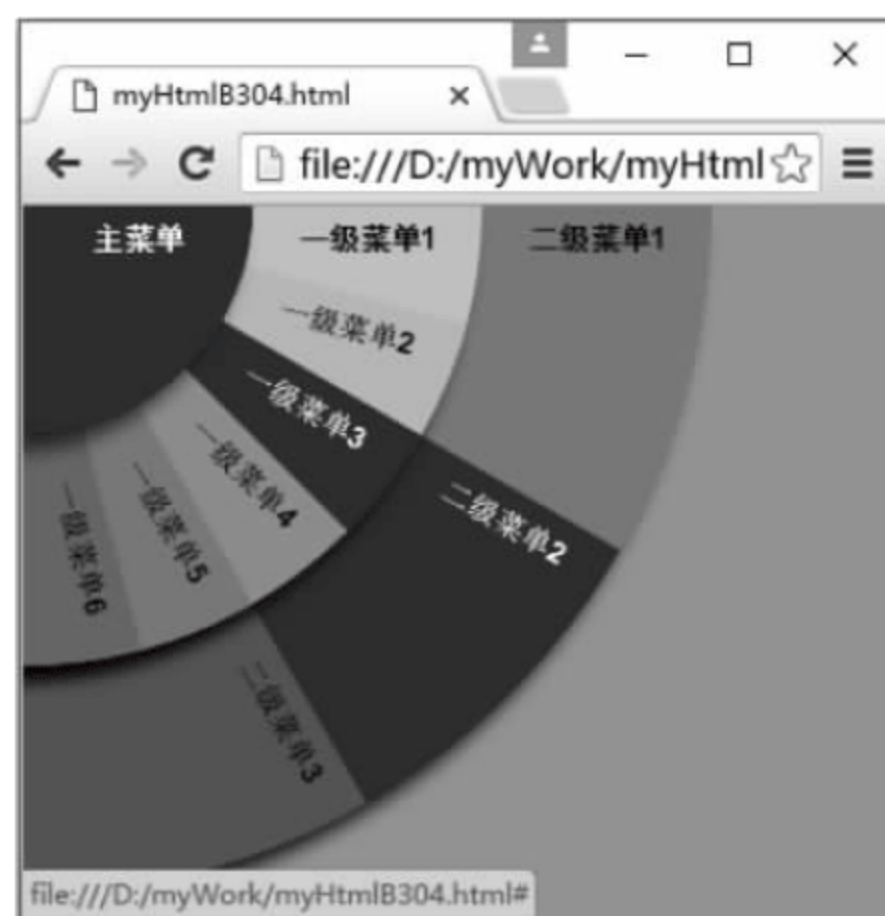 myHtmlB304.html
file:///D:/myWork/myHtml
主菜单
一级菜单1
二级菜单1
一级菜单2
一级菜单3
一级菜单4
一级菜单5
一级菜单6
二级菜单2
二级菜单3
file:///D:/myWork/myHtmlB304.html#